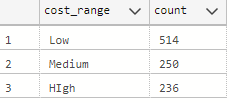 cost_range count
1 Low 514
2 Medium 250
3 HIgh 236